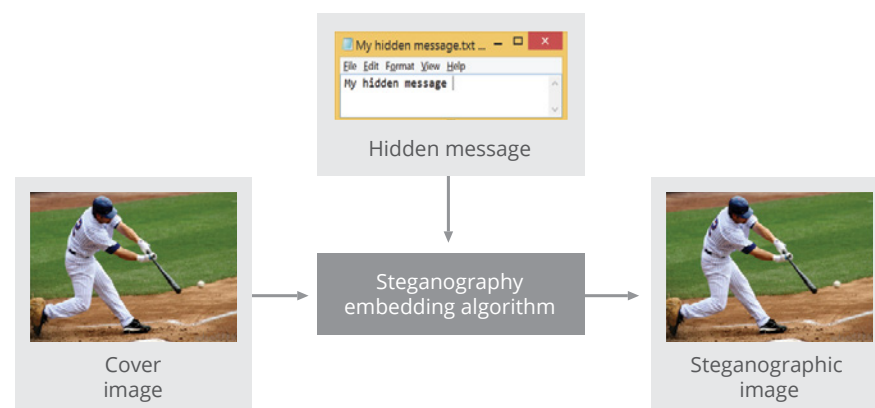 My hidden message.txt ...
File Edit Format View Help
My hidden message
Hidden message
Steganography
embedding algorithm
Cover
image
Steganographic
image